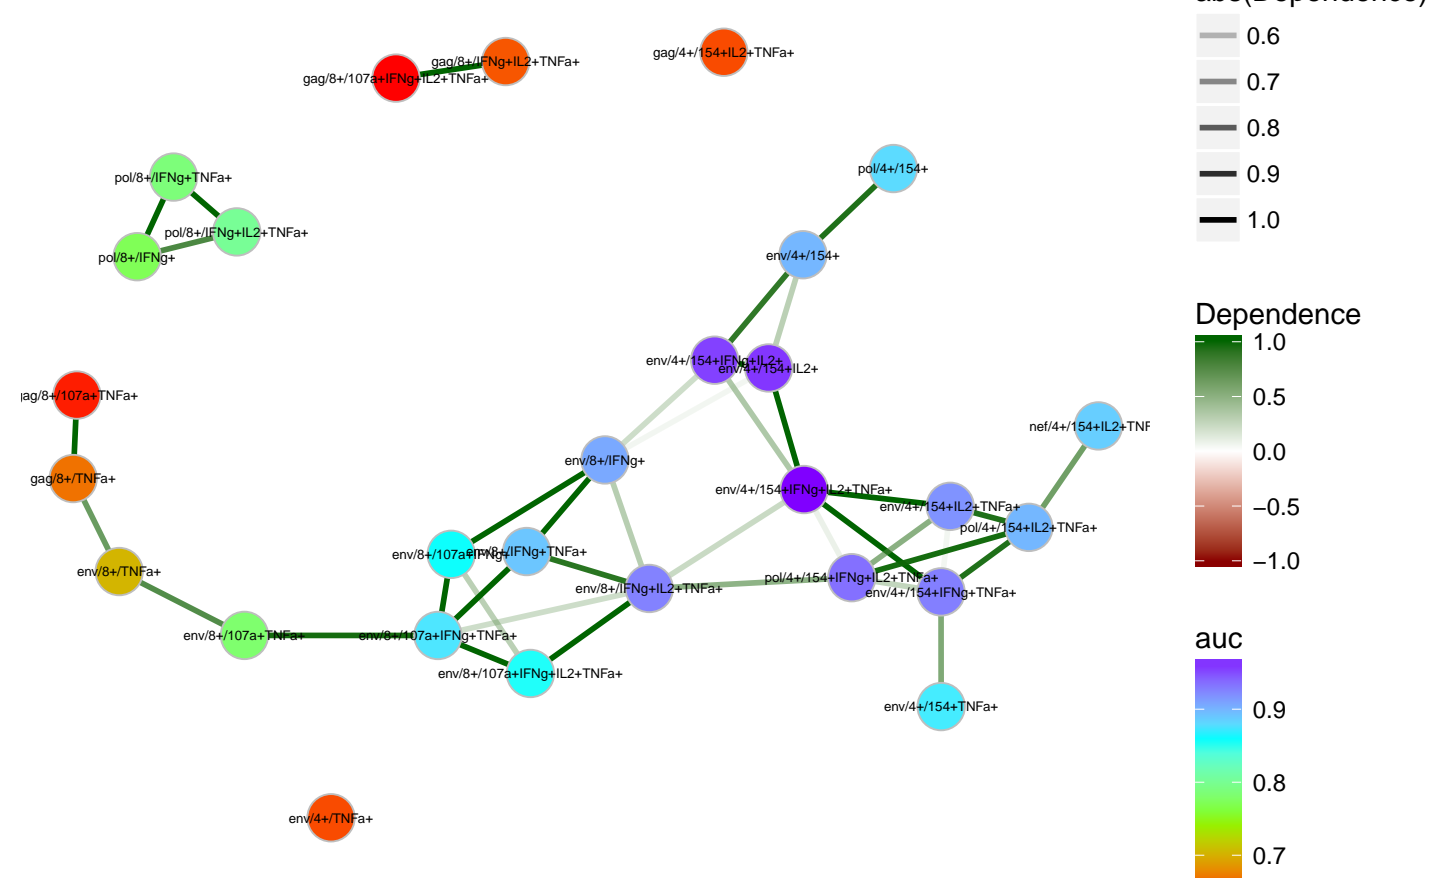 abs(Dependence)
0.6
0.7
0.8
0.9
1.0
Dependence
1.0
0.5
0.0
−0.5
−1.0
auc
0.9
0.8
0.7
gag/4+/154+IL2+TNFa+
gag/8+/IFNg+IL2+TNFa+
gag/8+/107a+IFNg+IL2+TNFa+
pol/4+/154+
pol/8+/IFNg+TNFa+
pol/8+/IFNg+IL2+TNFa+
env/4+/154+
pol/8+/IFNg+
env/4+/154+IFNg+IL2+
env/4+/154+IL2+
gag/8+/107a+TNFa+
nef/4+/154+IL2+TNF
env/8+/IFNg+
gag/8+/TNFa+
env/4+/154+IFNg+IL2+TNFa+
env/4+/154+IL2+TNFa+
pol/4+/154+IL2+TNFa+
env/8+/107a+IFNg+
env/8+/IFNg+TNFa+
env/8+/TNFa+
pol/4+/154+IFNg+IL2+TNFa+
env/8+/IFNg+IL2+TNFa+
env/4+/154+IFNg+TNFa+
env/8+/107a+TNFa+
env/8+/107a+IFNg+TNFa+
env/8+/107a+IFNg+IL2+TNFa+
env/4+/154+TNFa+
env/4+/TNFa+